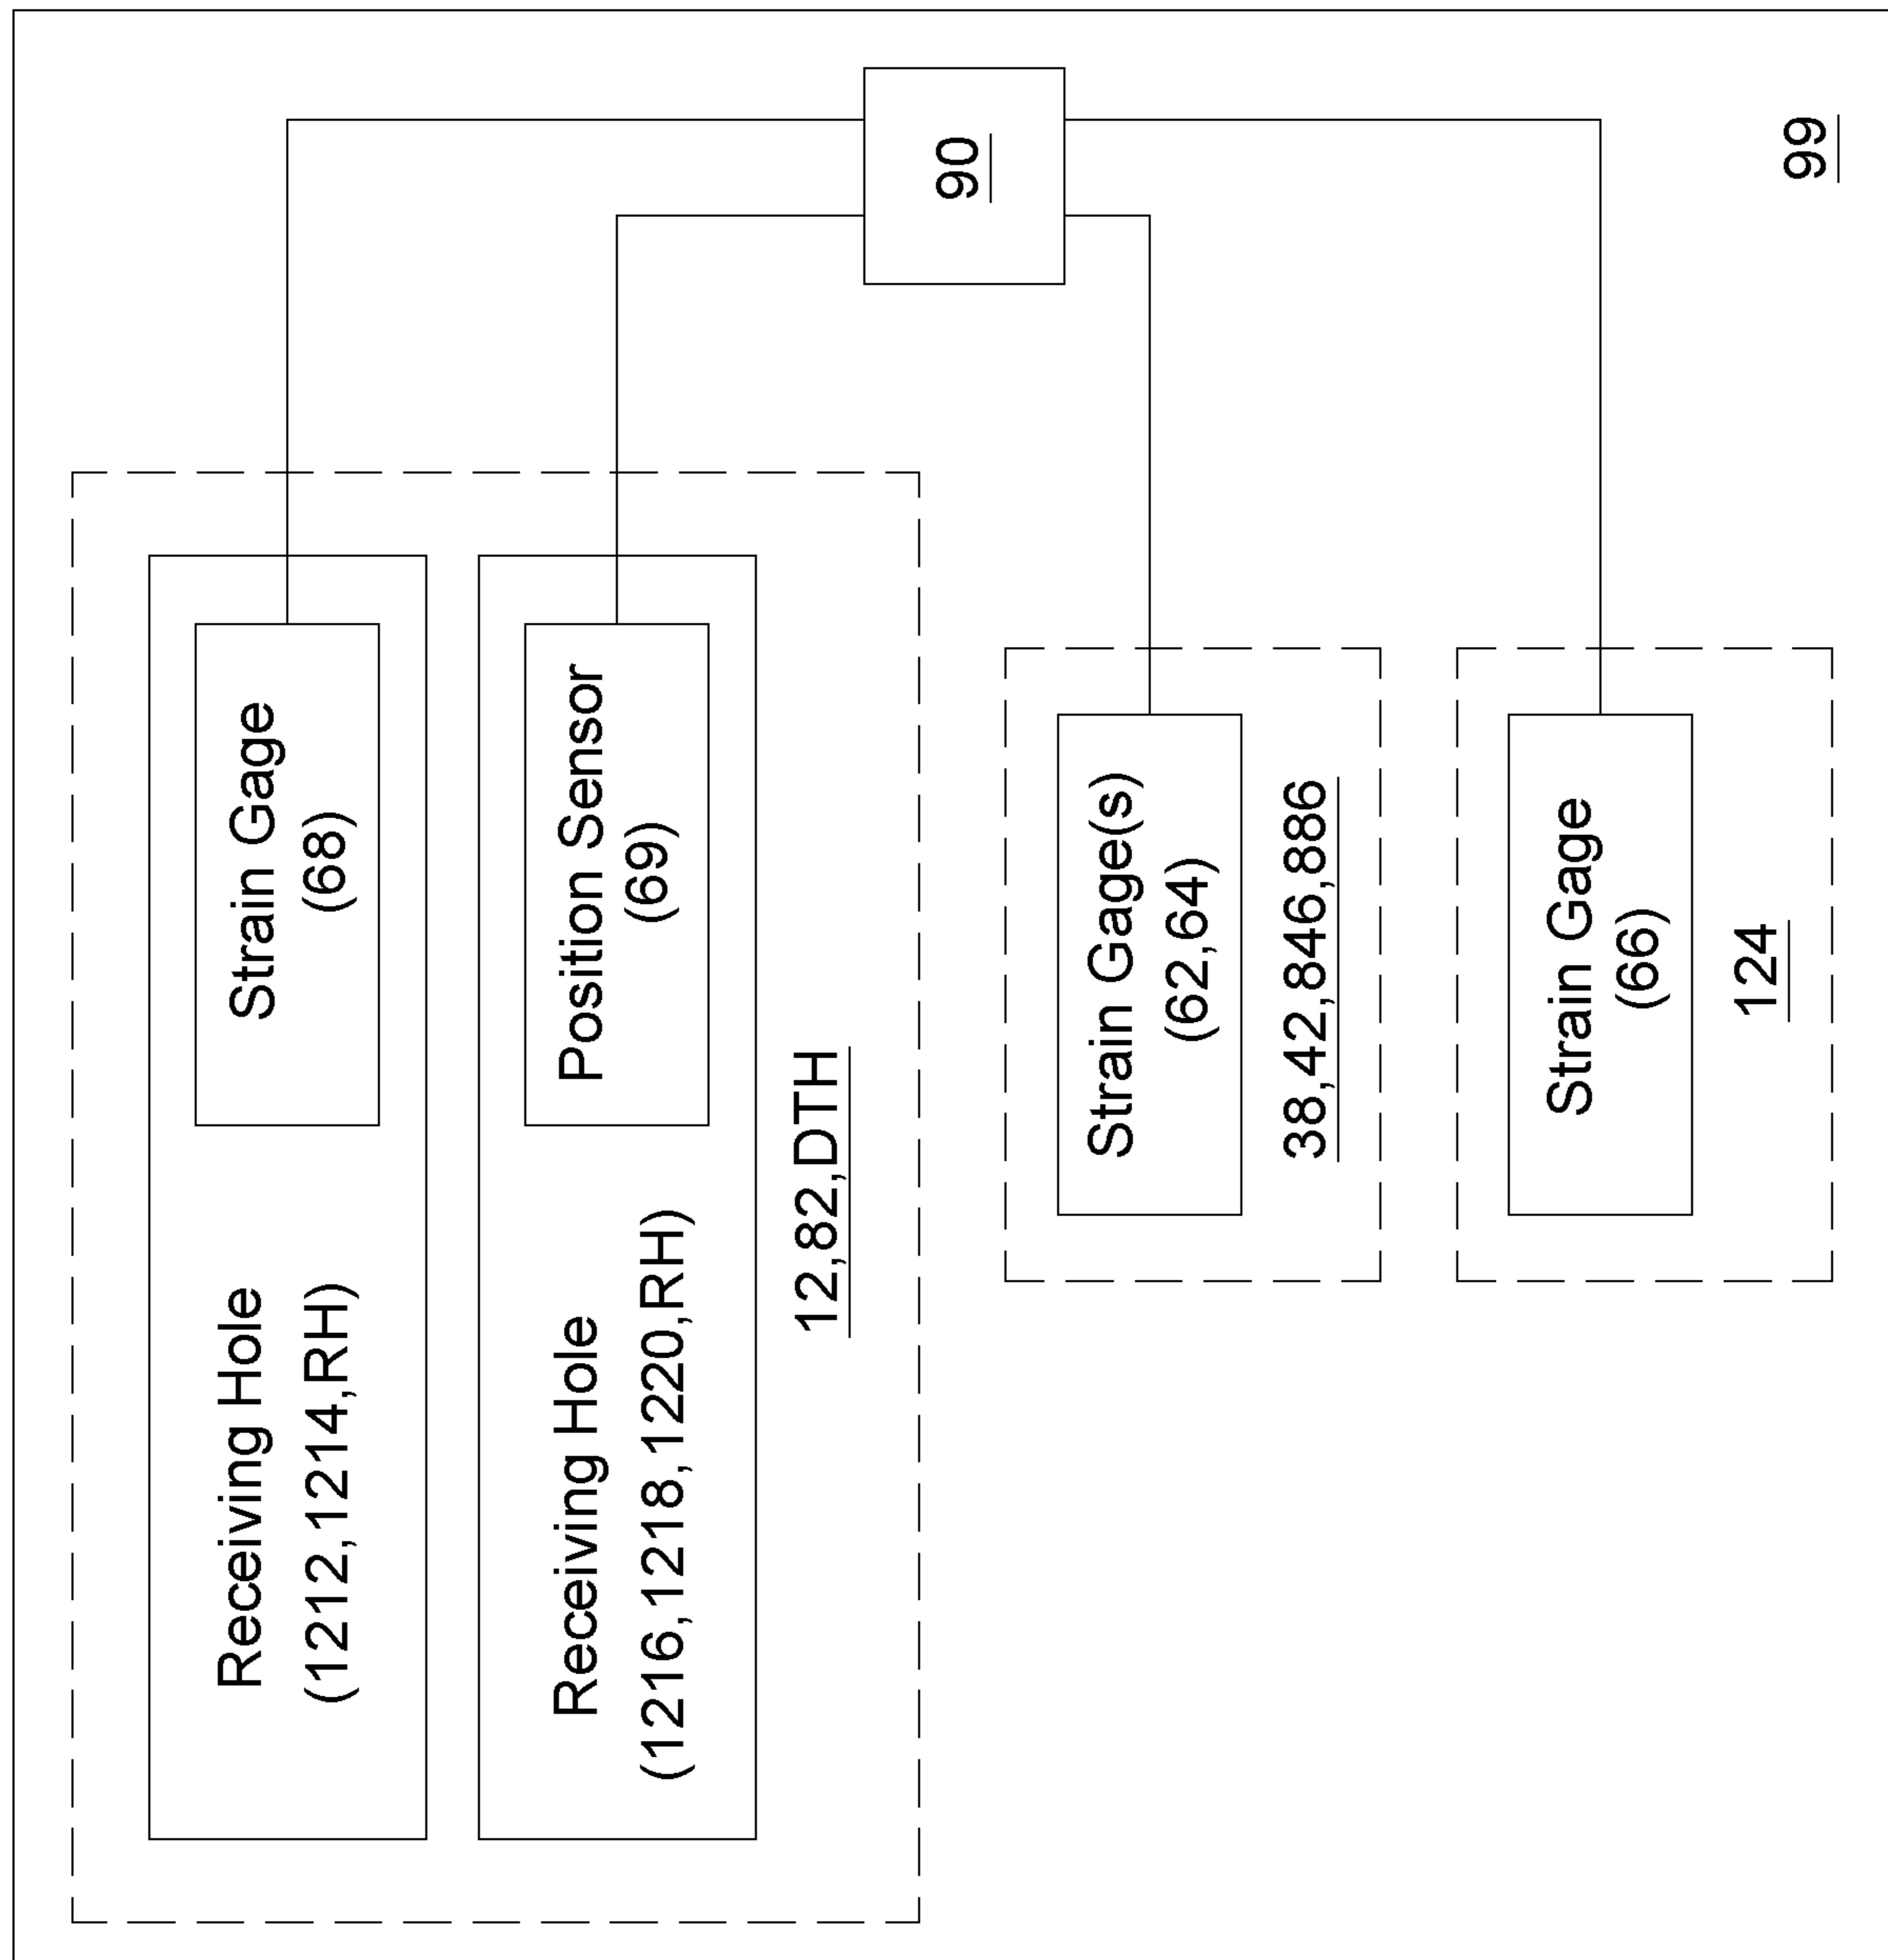 Receiving Hole
(1212,1214,RH)
Strain Gage
(68)
Receiving Hole
(1216,1218,1220,RH)
Position Sensor
(69)
12,82,DTH
90
Strain Gage(s)
(62,64)
38,42,846,886
Strain Gage
(66)
124
99